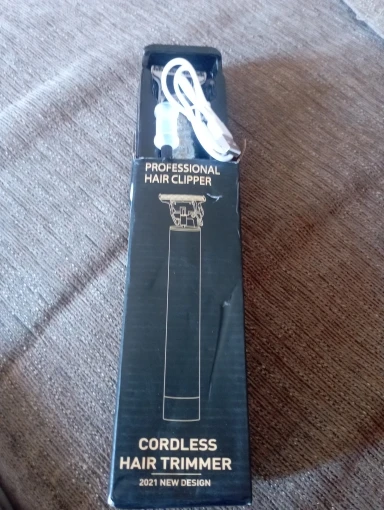 PROFESSIONAL
HAIR CLIPPER
CORDLESS
HAIR TRIMMER
2021 NEW DESIGN